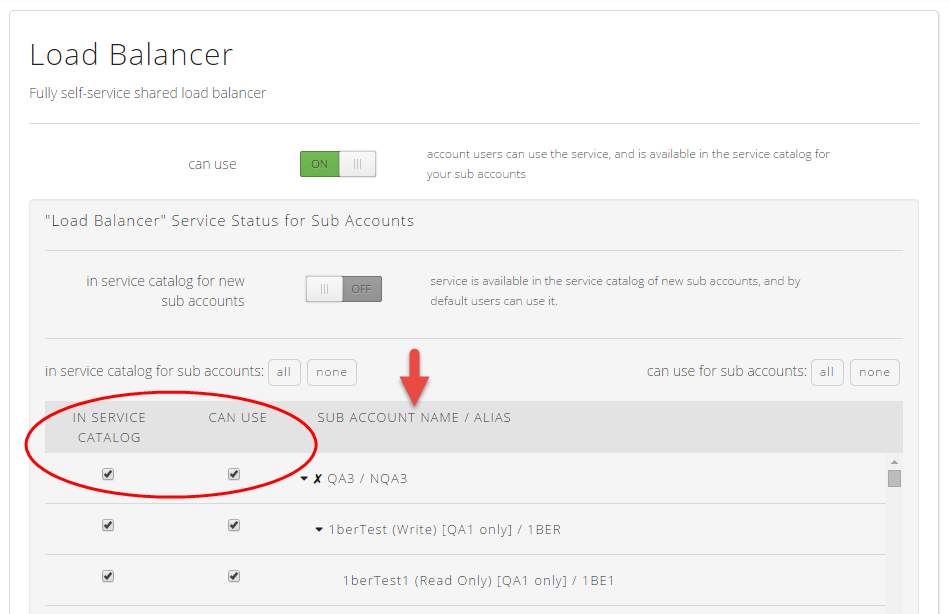 Load Balancer
Fully self-service shared load balancer
can use
ON
account users can use the service, and is available in the service catalog for
your sub accounts
"Load Balancer" Service Status for Sub Accounts
in service catalog for new
sub accounts
OFF
service is available in the service catalog of new sub accounts, and by
default users can use it.
in service catalog for sub accounts: all none can use for sub accounts: all none
IN SERVICE
CATALOG
CAN USE
SUB ACCOUNT NAME / ALIAS
✗ QA3 / NQA3
1berTest (Write) [QA1 only] / 1BER
1berTest1 (Read Only) [QA1 only] / 1BE1